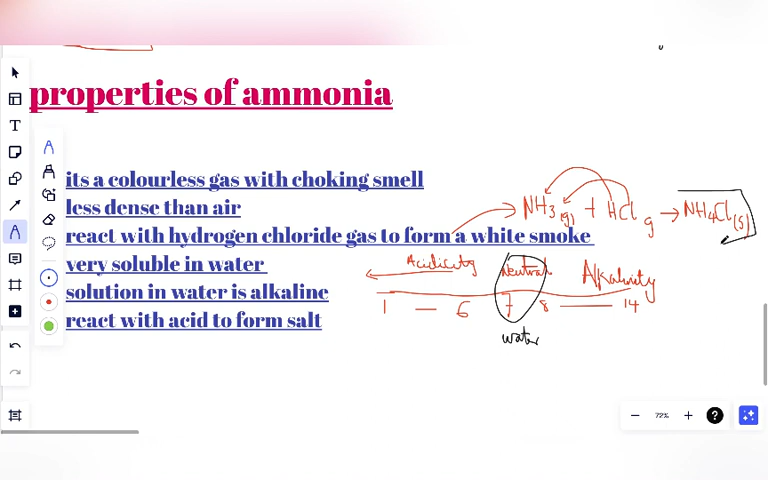 properties of ammonia
its a colourless gas with choking smell
less dense than air
NH3(g) + HCl g → NH4Cl(s)
react with hydrogen chloride gas to form a white smoke
very soluble in water
Acidicity Neutral Alkalinity
solution in water is alkaline
1 — 6 7 8 — 14
react with acid to form salt
water
72%